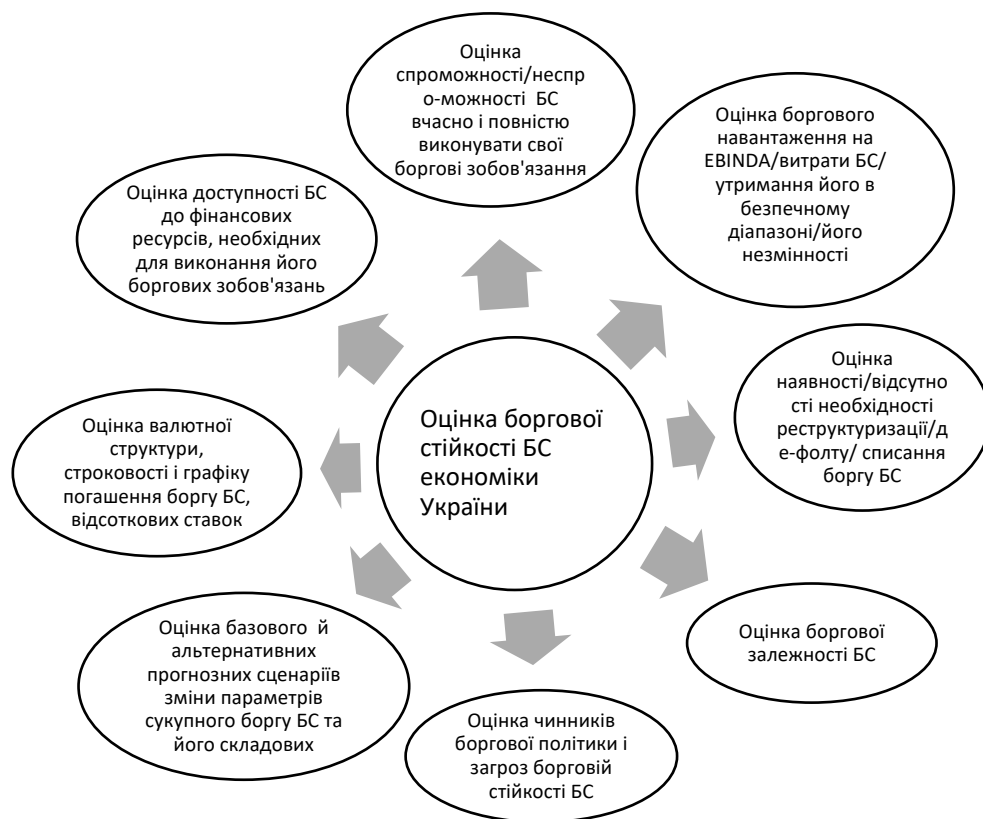 Оцінка
спроможності/неспр
о-можності БС
вчасно і повністю
виконувати свої
боргові зобов'язання
Оцінка боргового
навантаження на
EBINDA/витрати БС/
утримання його в
безпечному
діапазоні/його
незмінності
Оцінка
наявності/відсутно
сті необхідності
реструктуризації/д
е-фолту/ списання
боргу БС
Оцінка боргової
залежності БС
Оцінка чинників
боргової політики і
загроз борговій
стійкості БС
Оцінка базового й
альтернативних
прогнозних сценаріїв
зміни параметрів
сукупного боргу БС та
його складових
Оцінка валютної
структури,
строковості і графіку
погашення боргу БС,
відсоткових ставок
Оцінка доступності БС
до фінансових
ресурсів, необхідних
для виконання його
боргових зобов'язань
Оцінка боргової
стійкості БС
економіки
України